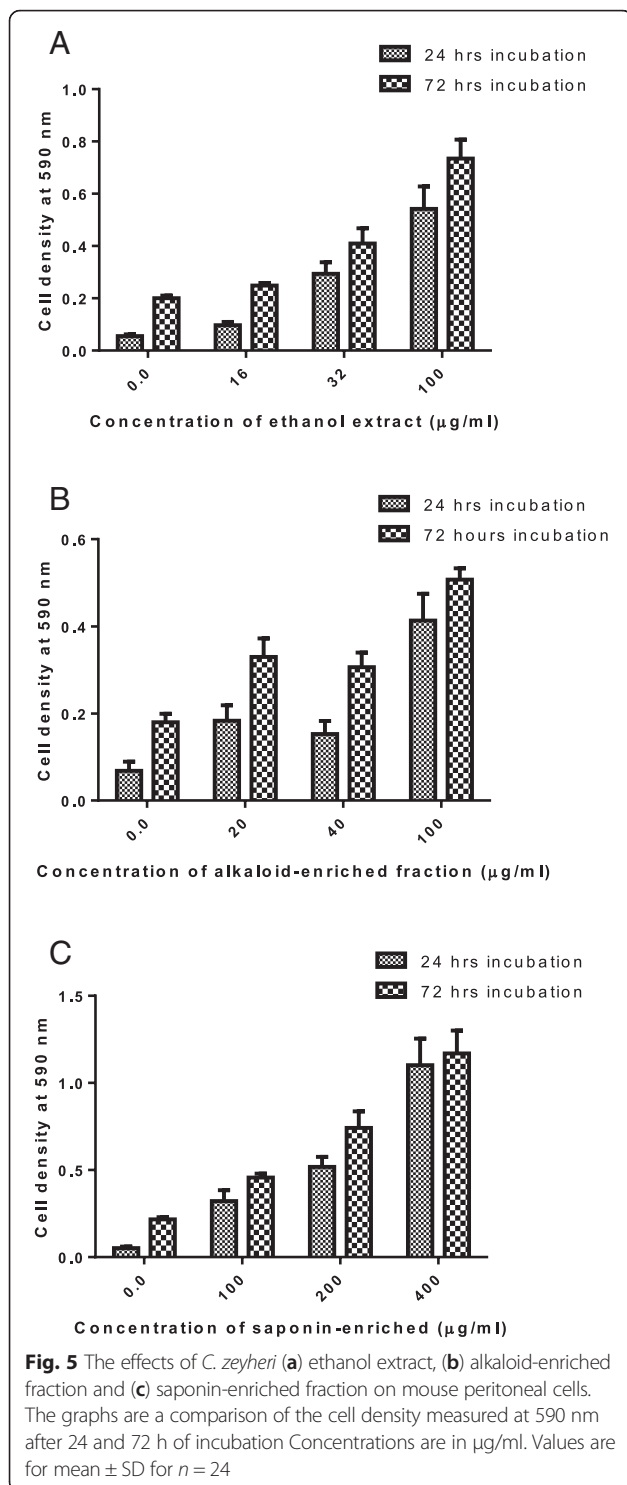 A
24 hrs incubation
72 hrs incubation
1.0
0.8
0.6
0.4
0.2
0.0
Cell density at 590 nm
0.0
16
32
100
Concentration of ethanol extract (µg/ml)
B
24 hrs incubation
72 hours incubation
0.6
0.4
0.2
0.0
Cell density at 590 nm
0.0
20
40
100
Concentration of alkaloid-enriched fraction (µg/ml)
C
24 hrs incubation
72 hrs incubation
1.5
1.0
0.5
0.0
Cell density at 590 nm
0.0
100
200
400
Concentration of saponin-enriched (µg/ml)
Fig. 5 The effects of C. zeyheri (a) ethanol extract, (b) alkaloid-enriched
fraction and (c) saponin-enriched fraction on mouse peritoneal cells.
The graphs are a comparison of the cell density measured at 590 nm
after 24 and 72 h of incubation Concentrations are in µg/ml. Values are
for mean ± SD for n = 24